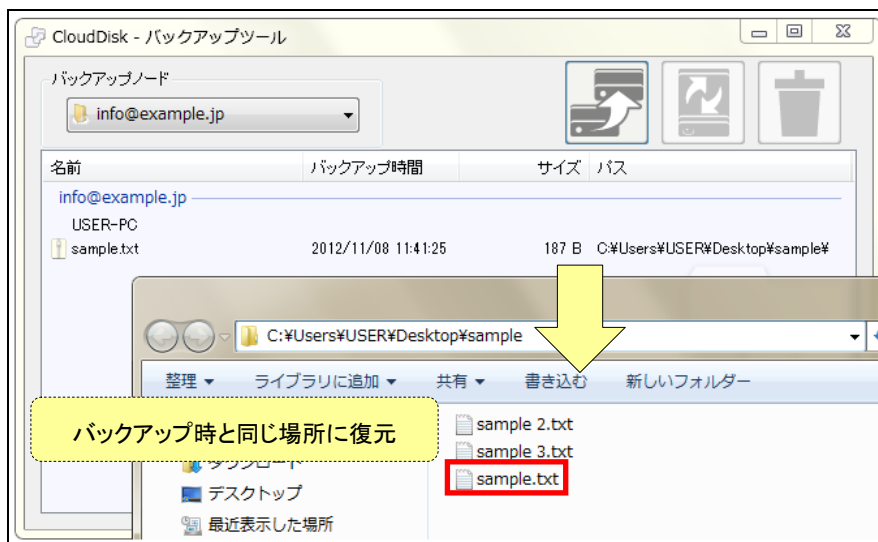 CloudDisk - バックアップツール
バックアップノード
info@example.jp
名前 バックアップ時間 サイズ パス
info@example.jp
USER-PC
sample.txt 2012/11/08 11:41:25 187 B C:¥Users¥USER¥Desktop¥sample¥
C:¥Users¥USER¥Desktop¥sample
整理 ライブラリに追加 共有 書き込む 新しいフォルダー
バックアップ時と同じ場所に復元
sample 2.txt
sample 3.txt
sample.txt
ダウンロード
デスクトップ
最近表示した場所